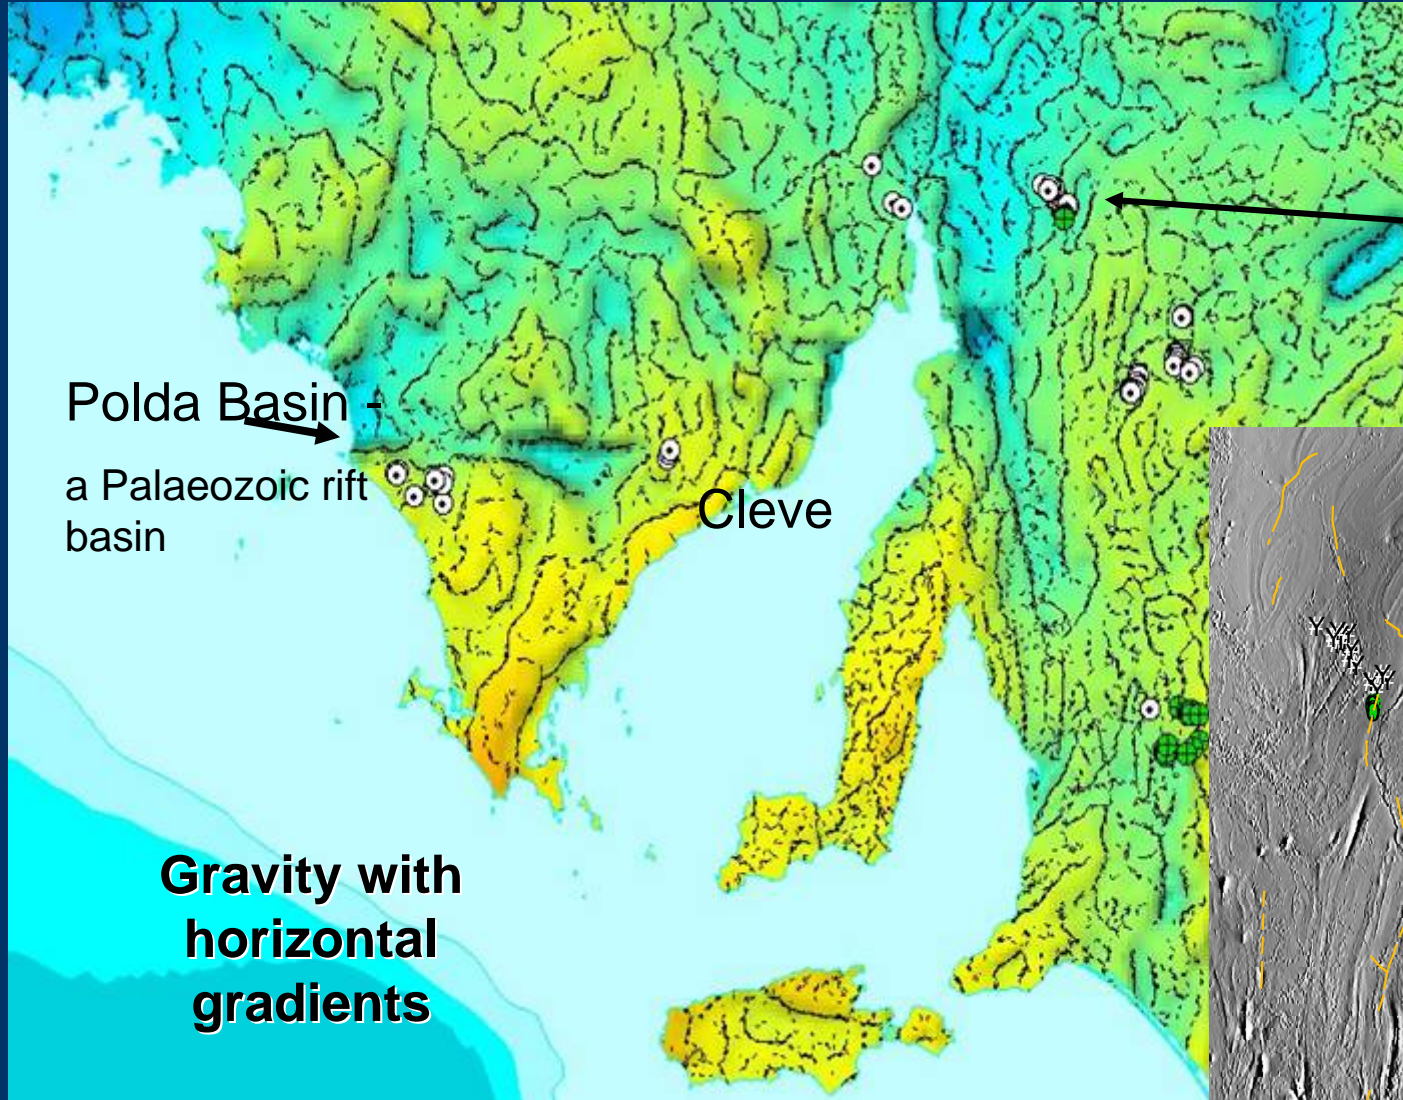 Polda Basin -
a Palaeozoic rift
basin
Cleve
Gravity with
horizontal
gradients